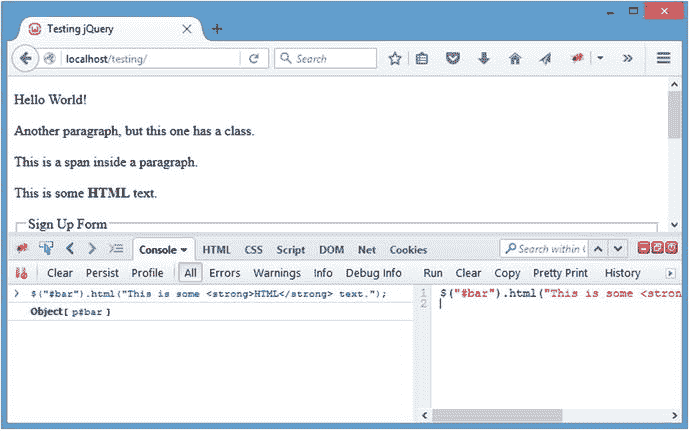 Testing jQuery
localhost/testing/
Search
Hello World!
Another paragraph, but this one has a class.
This is a span inside a paragraph.
This is some HTML text.
Sign Up Form
Console HTML CSS Script DOM Net Cookies
Search within
Clear Persist Profile All Errors Warnings Info Debug Info
Run Clear Copy Pretty Print History
$("#bar").html("This is some <strong>HTML</strong> text.");
Object[ p#bar ]
1 $("#bar").html("This is some <stron
2